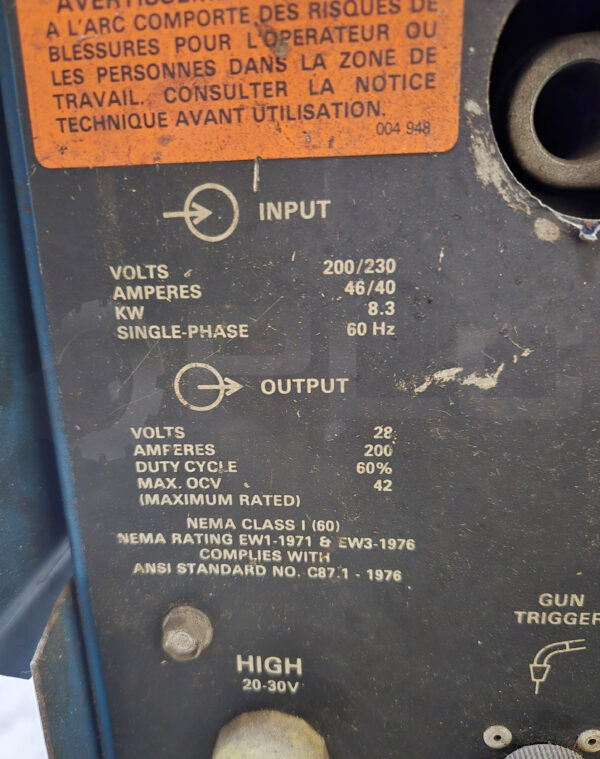 AVERTISSEMENT
A L'ARC COMPORTE DES RISQUES DE
BLESSURES POUR L'OPERATEUR OU
LES PERSONNES DANS LA ZONE DE
TRAVAIL. CONSULTER LA NOTICE
TECHNIQUE AVANT UTILISATION.
004 948
INPUT
VOLTS 200/230
AMPERES 46/40
KW 8.3
SINGLE-PHASE 60 Hz
OUTPUT
VOLTS 28
AMPERES 200
DUTY CYCLE 60%
MAX. OCV 42
(MAXIMUM RATED)
NEMA CLASS I (60)
NEMA RATING EW1-1971 & EW3-1976
COMPLIES WITH
ANSI STANDARD NO. C87.1 - 1976
GUN
TRIGGER
HIGH
20-30V